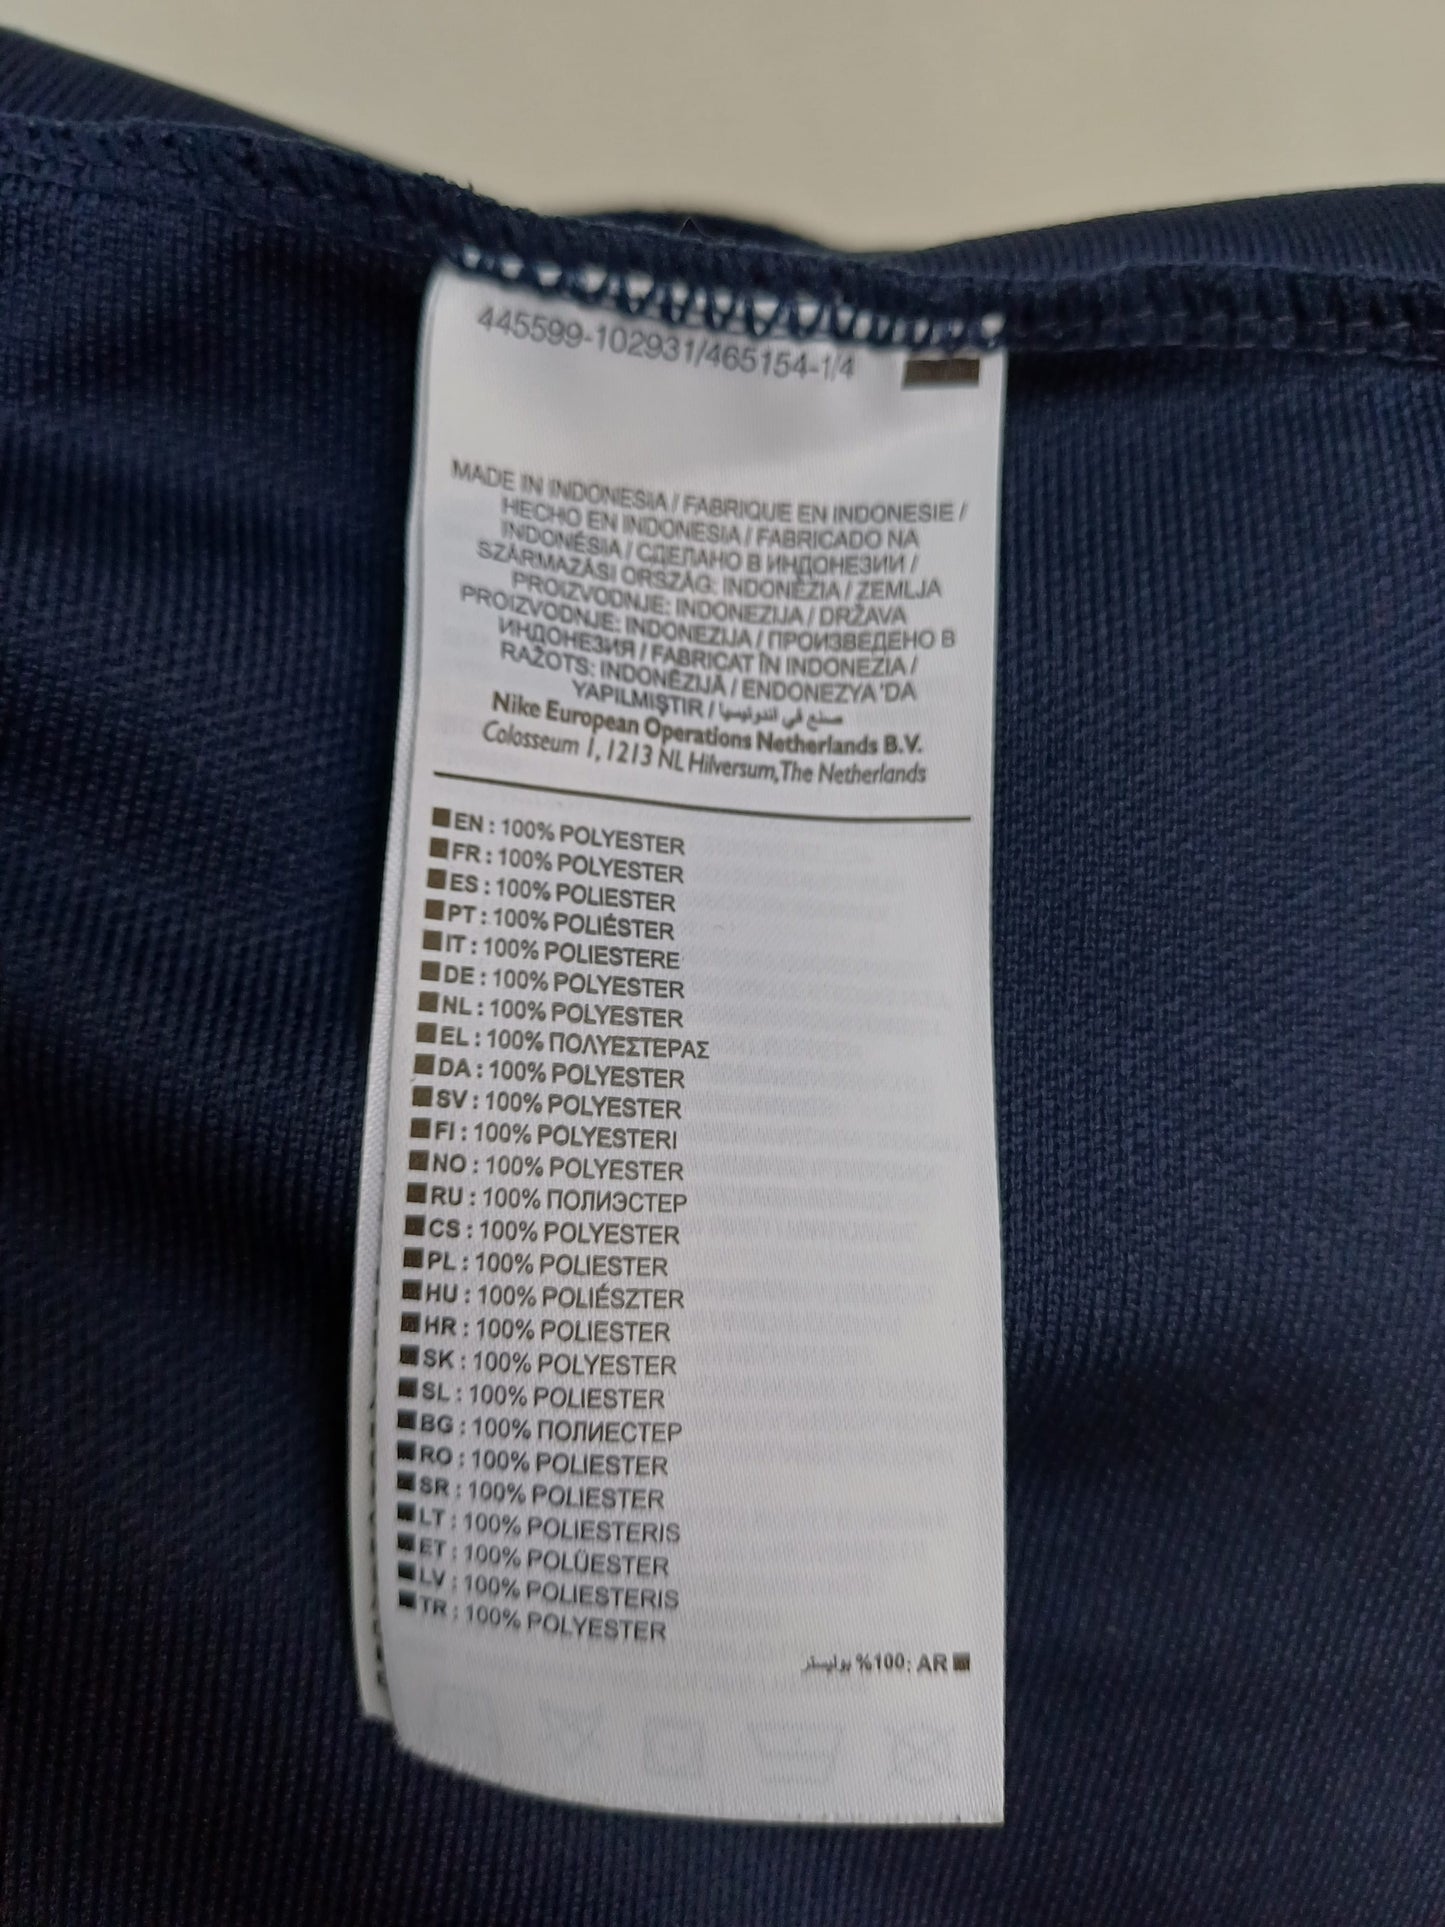 445599-102931/465154-1/4
MADE IN INDONESIA / FABRIQUE EN INDONESIE /
HECHO EN INDONESIA / FABRICADO NA
INDONÉSIA / СДЕЛАНО В ИНДОНЕЗИИ /
SZÁRMAZÁSI ORSZÁG: INDONÉZIA / ZEMLJA
PROIZVODNJE: INDONEZIJA / DRŽAVA
PROIZVODNJE: INDONEZIJA / ПРОИЗВЕДЕНО В
ИНДОНЕЗИЯ / FABRICAT ÎN INDONEZIA /
RAŽOTS: INDONĒZIJĀ / ENDONEZYA 'DA
YAPILMIŞTIR / صنع في اندونيسيا
Nike European Operations Netherlands B.V.
Colosseum 1, 1213 NL Hilversum, The Netherlands
EN : 100% POLYESTER
FR : 100% POLYESTER
ES : 100% POLIESTER
PT : 100% POLIÉSTER
IT : 100% POLIESTERE
DE : 100% POLYESTER
NL : 100% POLYESTER
EL : 100% ΠΟΛΥΕΣΤΕΡΑΣ
DA : 100% POLYESTER
SV : 100% POLYESTER
FI : 100% POLYESTERI
NO : 100% POLYESTER
RU : 100% ПОЛИЭСТЕР
CS : 100% POLYESTER
PL : 100% POLIESTER
HU : 100% POLIÉSZTER
HR : 100% POLIESTER
SK : 100% POLYESTER
SL : 100% POLIESTER
BG : 100% ПОЛИЕСТЕР
RO : 100% POLIESTER
SR : 100% POLIESTER
LT : 100% POLIESTERIS
ET : 100% POLÜESTER
LV : 100% POLIESTERIS
TR : 100% POLYESTER
AR :100% بوليستر